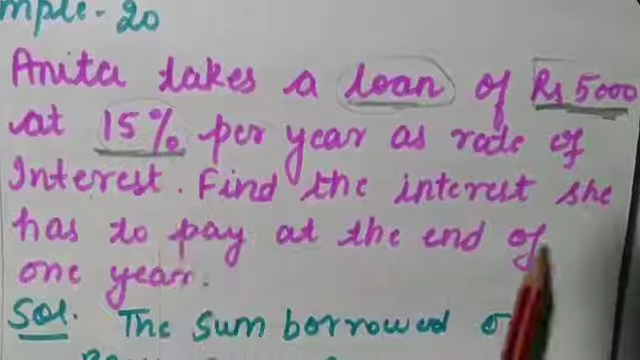 mple-20
Anita takes a loan of Rs 5000
at 15% per year as rate of
Interest. Find the interest she
has to pay at the end of
one year.
Sol. The sum borrowed